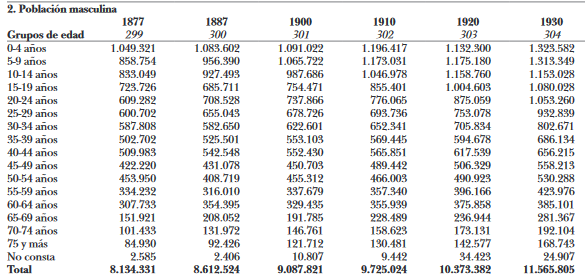 2. Población masculina
1877 1887 1900 1910 1920 1930
Grupos de edad 299 300 301 302 303 304
0-4 años 1.049.321 1.083.602 1.091.022 1.196.417 1.132.300 1.323.582
5-9 años 858.754 956.390 1.065.722 1.173.031 1.175.180 1.313.349
10-14 años 833.049 927.493 987.686 1.046.978 1.158.760 1.153.028
15-19 años 723.726 685.711 754.471 855.401 1.004.603 1.080.028
20-24 años 609.282 708.528 737.866 776.065 875.059 1.053.260
25-29 años 600.702 655.043 678.726 693.736 753.078 932.839
30-34 años 587.808 582.650 622.601 652.341 705.834 802.671
35-39 años 502.702 525.501 553.103 569.445 594.678 686.134
40-44 años 509.983 542.548 552.430 565.851 617.539 656.215
45-49 años 422.220 431.078 450.703 489.442 506.329 558.213
50-54 años 453.950 408.719 455.312 466.003 490.923 530.288
55-59 años 334.232 316.010 337.679 357.340 396.166 423.976
60-64 años 307.733 354.395 329.435 355.939 375.858 385.101
65-69 años 151.921 208.052 191.785 228.489 236.944 281.367
70-74 años 101.433 131.972 146.761 158.623 173.131 192.104
75 y más 84.930 92.426 121.712 130.481 142.577 168.743
No consta 2.585 2.406 10.807 9.442 34.423 24.907
Total 8.134.331 8.612.524 9.087.821 9.725.024 10.373.382 11.565.805